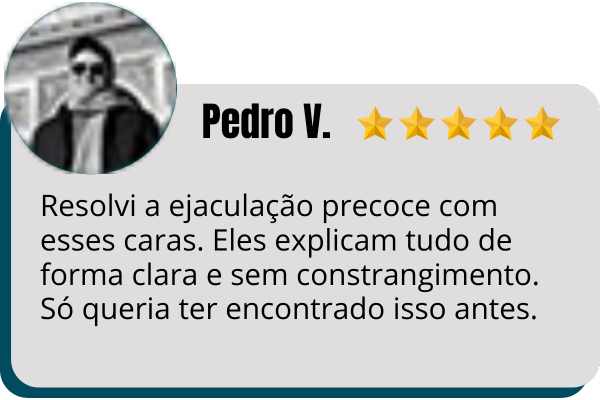 Pedro V.
Resolvi a ejaculação precoce com
esses caras. Eles explicam tudo de
forma clara e sem constrangimento.
Só queria ter encontrado isso antes.